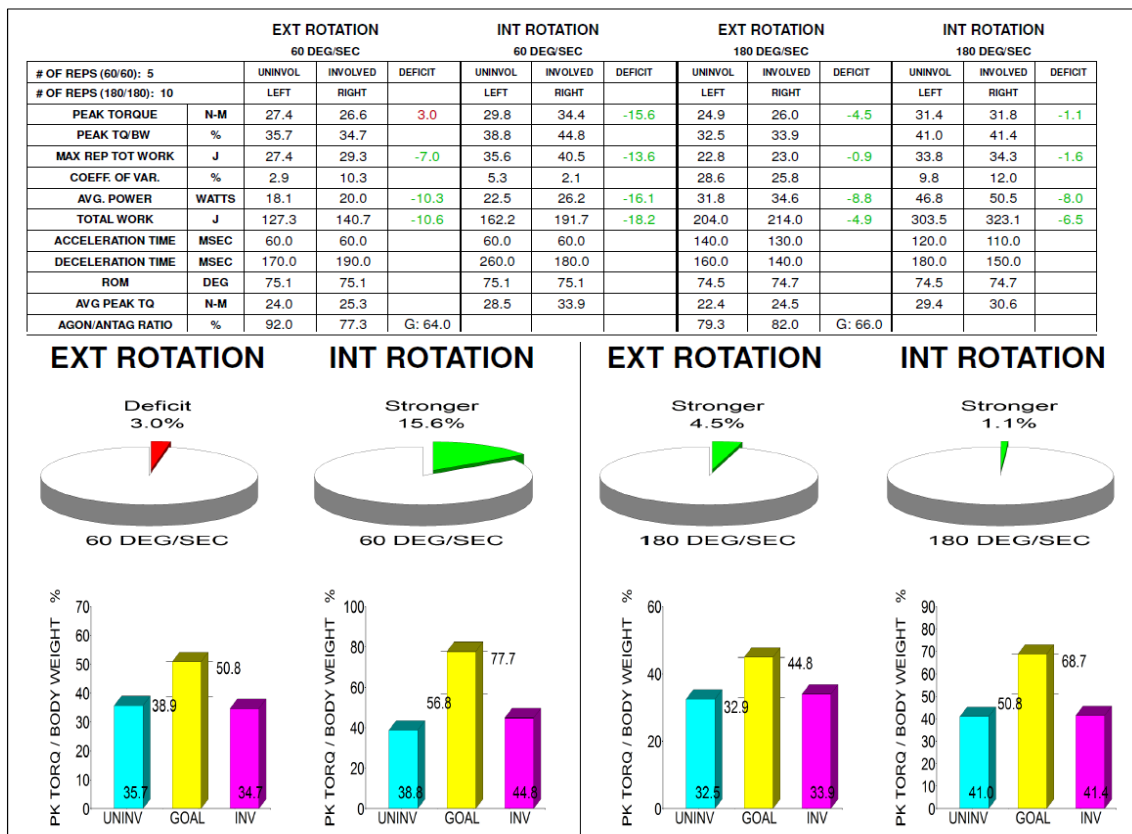 EXT ROTATION INT ROTATION EXT ROTATION INT ROTATION
60 DEG/SEC 60 DEG/SEC 180 DEG/SEC 180 DEG/SEC
# OF REPS (60/60): 5 UNINVOL INVOLVED DEFICIT UNINVOL INVOLVED DEFICIT UNINVOL INVOLVED DEFICIT UNINVOL INVOLVED DEFICIT
# OF REPS (180/180): 10 LEFT RIGHT LEFT RIGHT LEFT RIGHT LEFT RIGHT
PEAK TORQUE N-M 27.4 26.6 3.0 29.8 34.4 -15.6 24.9 26.0 -4.5 31.4 31.8 -1.1
PEAK TQ/BW % 35.7 34.7 38.8 44.8 32.5 33.9 41.0 41.4
MAX REP TOT WORK J 27.4 29.3 -7.0 35.6 40.5 -13.6 22.8 23.0 -0.9 33.8 34.3 -1.6
COEFF. OF VAR. % 2.9 10.3 5.3 2.1 28.6 25.8 9.8 12.0
AVG. POWER WATTS 18.1 20.0 -10.3 22.5 26.2 -16.1 31.8 34.6 -8.8 46.8 50.5 -8.0
TOTAL WORK J 127.3 140.7 -10.6 162.2 191.7 -18.2 204.0 214.0 -4.9 303.5 323.1 -6.5
ACCELERATION TIME MSEC 60.0 60.0 60.0 60.0 140.0 130.0 120.0 110.0
DECELERATION TIME MSEC 170.0 190.0 260.0 180.0 160.0 140.0 180.0 150.0
ROM DEG 75.1 75.1 75.1 75.1 74.5 74.7 74.5 74.7
AVG PEAK TQ N-M 24.0 25.3 28.5 33.9 22.4 24.5 29.4 30.6
AGON/ANTAG RATIO % 92.0 77.3 G: 64.0 79.3 82.0 G: 66.0
EXT ROTATION INT ROTATION EXT ROTATION INT ROTATION
Deficit Stronger Stronger Stronger
3.0% 15.6% 4.5% 1.1%
60 DEG/SEC 60 DEG/SEC 180 DEG/SEC 180 DEG/SEC
PK TORQ / BODY WEIGHT %
70
60
50
40
30
20
10
0
38.9
50.8
35.7
34.7
UNINV GOAL INV
PK TORQ / BODY WEIGHT %
100
80
60
40
20
0
56.8
77.7
38.8
44.8
UNINV GOAL INV
PK TORQ / BODY WEIGHT %
60
40
20
0
32.9
44.8
32.5
33.9
UNINV GOAL INV
PK TORQ / BODY WEIGHT %
90
80
70
60
50
40
30
20
10
0
50.8
68.7
41.0
41.4
UNINV GOAL INV